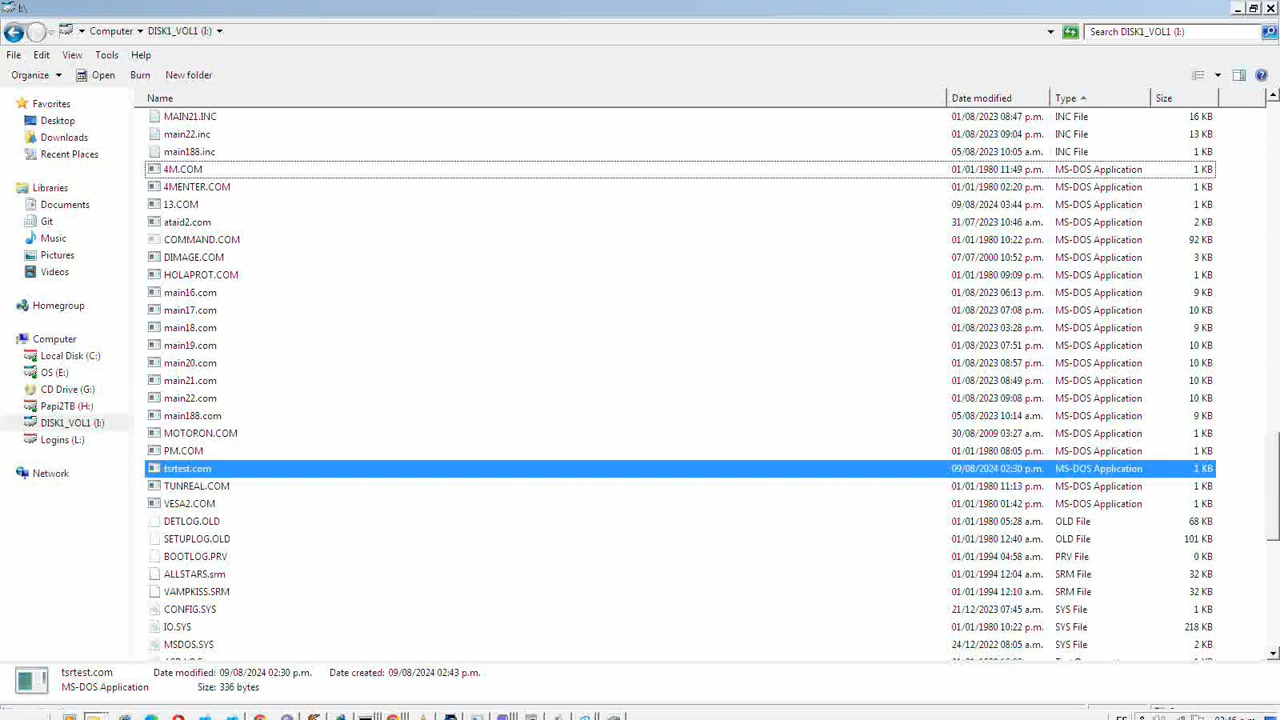 E:\
Computer ▸ DISK1_VOL1 (I:) Search DISK1_VOL1 (I:)
File Edit View Tools Help
Organize Open Burn New folder
Name Date modified Type Size
Favorites
Desktop
Downloads
Recent Places
Libraries
Documents
Git
Music
Pictures
Videos
Homegroup
Computer
Local Disk (C:)
OS (E:)
CD Drive (G:)
Papi2TB (H:)
DISK1_VOL1 (I:)
Logins (L:)
Network
MAIN21.INC 01/08/2023 08:47 p.m. INC File 16 KB
main22.inc 01/08/2023 09:04 p.m. INC File 13 KB
main188.inc 05/08/2023 10:05 a.m. INC File 1 KB
4M.COM 01/01/1980 11:49 p.m. MS-DOS Application 1 KB
4MENTER.COM 01/01/1980 02:20 p.m. MS-DOS Application 1 KB
13.COM 09/08/2024 03:44 p.m. MS-DOS Application 1 KB
ataid2.com 31/07/2023 10:46 a.m. MS-DOS Application 2 KB
COMMAND.COM 01/01/1980 10:22 p.m. MS-DOS Application 92 KB
DIMAGE.COM 07/07/2000 10:52 p.m. MS-DOS Application 3 KB
HOLAPROT.COM 01/01/1980 09:09 p.m. MS-DOS Application 1 KB
main16.com 01/08/2023 06:13 p.m. MS-DOS Application 9 KB
main17.com 01/08/2023 07:08 p.m. MS-DOS Application 10 KB
main18.com 01/08/2023 03:28 p.m. MS-DOS Application 9 KB
main19.com 01/08/2023 07:51 p.m. MS-DOS Application 10 KB
main20.com 01/08/2023 08:57 p.m. MS-DOS Application 10 KB
main21.com 01/08/2023 08:49 p.m. MS-DOS Application 10 KB
main22.com 01/08/2023 09:08 p.m. MS-DOS Application 9 KB
main188.com 05/08/2023 10:14 a.m. MS-DOS Application 9 KB
MOTORON.COM 30/08/2009 03:27 a.m. MS-DOS Application 1 KB
PM.COM 01/01/1980 08:05 p.m. MS-DOS Application 1 KB
tsrtest.com 09/08/2024 02:30 p.m. MS-DOS Application 1 KB
TUNREAL.COM 01/01/1980 11:13 p.m. MS-DOS Application 1 KB
VESA2.COM 01/01/1980 01:42 p.m. MS-DOS Application 1 KB
DETLOG.OLD 01/01/1980 05:28 a.m. OLD File 68 KB
SETUPLOG.OLD 01/01/1980 12:40 a.m. OLD File 101 KB
BOOTLOG.PRV 01/01/1994 04:58 a.m. PRV File 0 KB
ALLSTARS.srm 01/01/1994 12:04 a.m. SRM File 32 KB
VAMPKISS.SRM 01/01/1994 12:10 a.m. SRM File 32 KB
CONFIG.SYS 21/12/2023 07:45 a.m. SYS File 1 KB
IO.SYS 01/01/1980 10:22 p.m. SYS File 218 KB
MSDOS.SYS 24/12/2022 08:05 a.m. SYS File 1 KB
tsrtest.com Date modified: 09/08/2024 02:30 p.m. Date created: 09/08/2024 02:43 p.m.
MS-DOS Application Size: 336 bytes